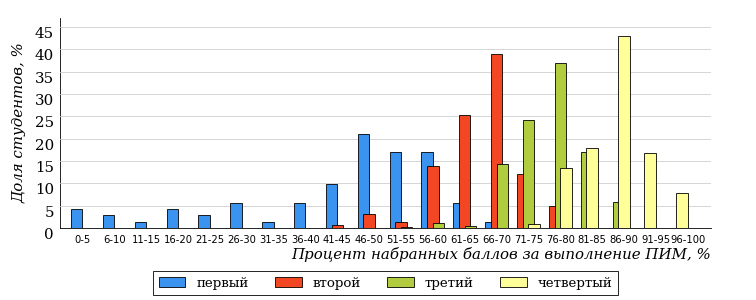 Доля студентов, %
45
40
35
30
25
20
15
10
5
0
0-5 6-10 11-15 16-20 21-25 26-30 31-35 36-40 41-45 46-50 51-55 56-60 61-65 66-70 71-75 76-80 81-85 86-90 91-95 96-100
Процент набранных баллов за выполнение ПИМ, %
первый второй третий четвертый